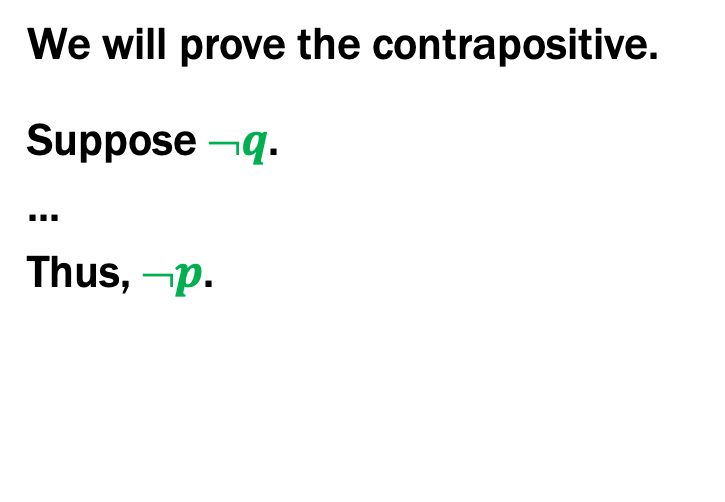 We will prove the contrapositive.
Suppose ¬q.
...
Thus, ¬p.